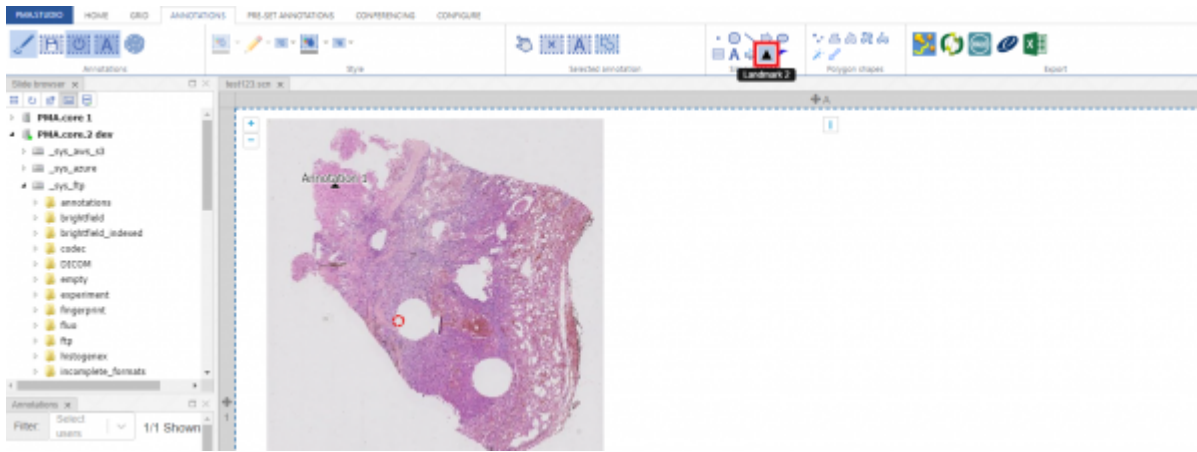 PMA.STUDIO HOME GRID ANNOTATIONS PRE-SET ANNOTATIONS CONFERENCING CONFIGURE
Annotations Style Selected annotation Polygon shapes Export
Landmark 2
Slide browser test123.scn
A
PMA.core 1
PMA.core.2 dev
_sys_aws_s3
_sys_azure
_sys_ftp
annotations
brightfield
brightfield_indexed
codec
DICOM
empty
experiment
fingerprint
fluo
ftp
histogenex
incomplete_formats
Annotation 1
Annotations
1
Filter: Select users 1/1 Shown